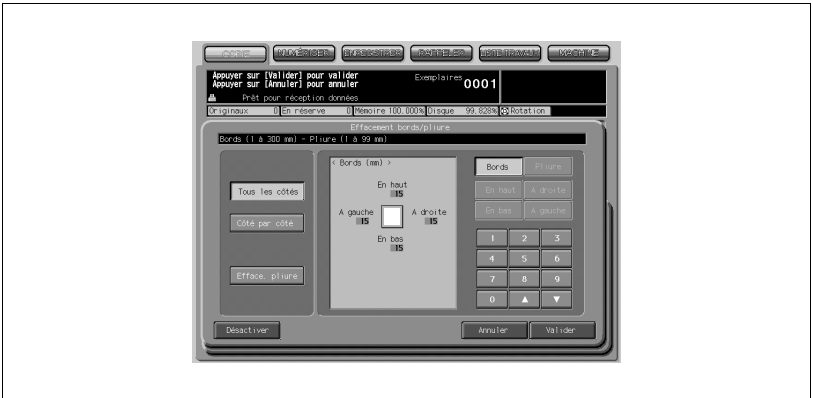 COPIE NUMÉRISER ENREGISTRER RAPPELER LISTE TRAVAUX MACHINE
Appuyer sur [Valider] pour valider
Appuyer sur [Annuler] pour annuler
Exemplaires 0001
Prêt pour réception données
Originaux 0 En réserve 0 Mémoire 100.000% Disque 99.828% Rotation
Effacement bords/pliure
Bords (1 à 300 mm) - Pliure (1 à 99 mm)
< Bords (mm) >
Bords Pliure
Tous les côtés
En haut
15
En haut A droite
A gauche
15
A droite
15
En bas A gauche
Côté par côté
En bas
15
1 2 3
4 5 6
Efface. pliure
7 8 9
0 ▲ ▼
Désactiver Annuler Valider